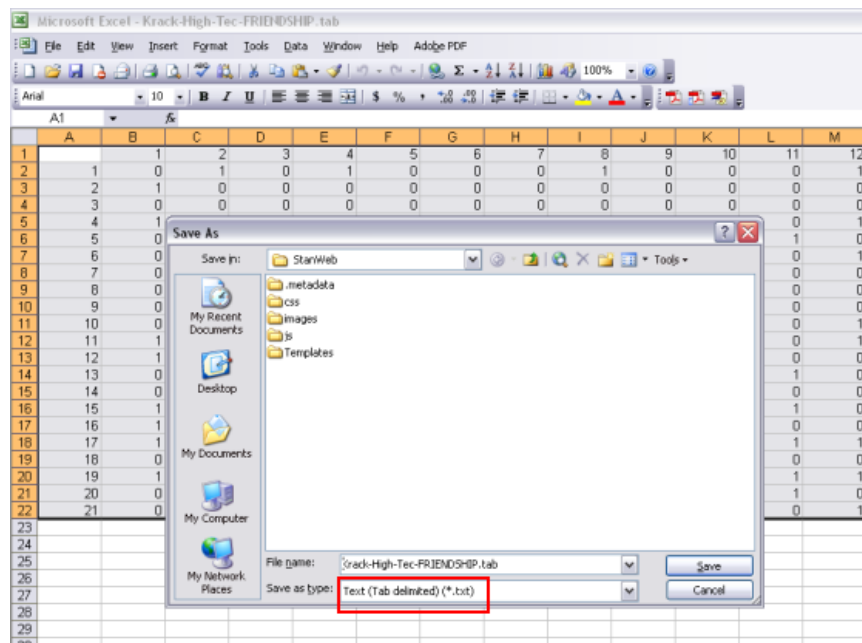 Microsoft Excel - Krack-High-Tec-FRIENDSHIP.tab
File Edit View Insert Format Tools Data Window Help Adobe PDF
Σ 100%
Arial 10 B I U $ % ,
A1 fx
A B C D E F G H I J K L M
1 1 2 3 4 5 6 7 8 9 10 11 12
2 1 0 1 0 1 0 0 0 1 0 0 0 1
3 2 1 0 0 0 0 0 0 0 0 0 0 0
4 3 0 0 0 0 0 0 0 0 0 0 0 0
5 4 1 0 1
6 5 0 1 0
7 6 0 0 1
8 7 0 0 0
9 8 0 0 0
10 9 0 0 0
11 10 0 0 1
12 11 1 0 1
13 12 1 0 0
14 13 0 1 0
15 14 0 0 0
16 15 1 1 0
17 16 1 0 0
18 17 1 1 1
19 18 0 0 0
20 19 1 1 1
21 20 0 1 0
22 21 0 0 1
23
24
25
26
27
28
29
Save As
Save in: StanWeb Tools
.metadata
css
images
js
Templates
My Recent
Documents
Desktop
My Documents
My Computer
My Network
Places
File name: Krack-High-Tec-FRIENDSHIP.tab Save
Save as type: Text (Tab delimited) (*.txt) Cancel